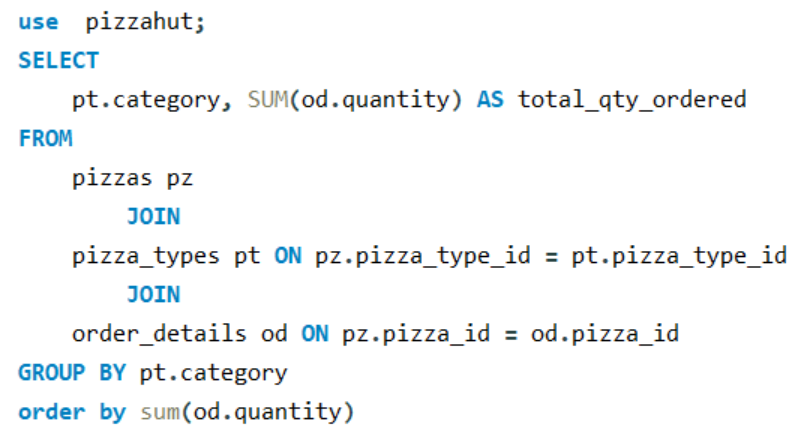 use  pizzahut;
SELECT
    pt.category, SUM(od.quantity) AS total_qty_ordered
FROM
    pizzas pz
        JOIN
    pizza_types pt ON pz.pizza_type_id = pt.pizza_type_id
        JOIN
    order_details od ON pz.pizza_id = od.pizza_id
GROUP BY pt.category
order by sum(od.quantity)